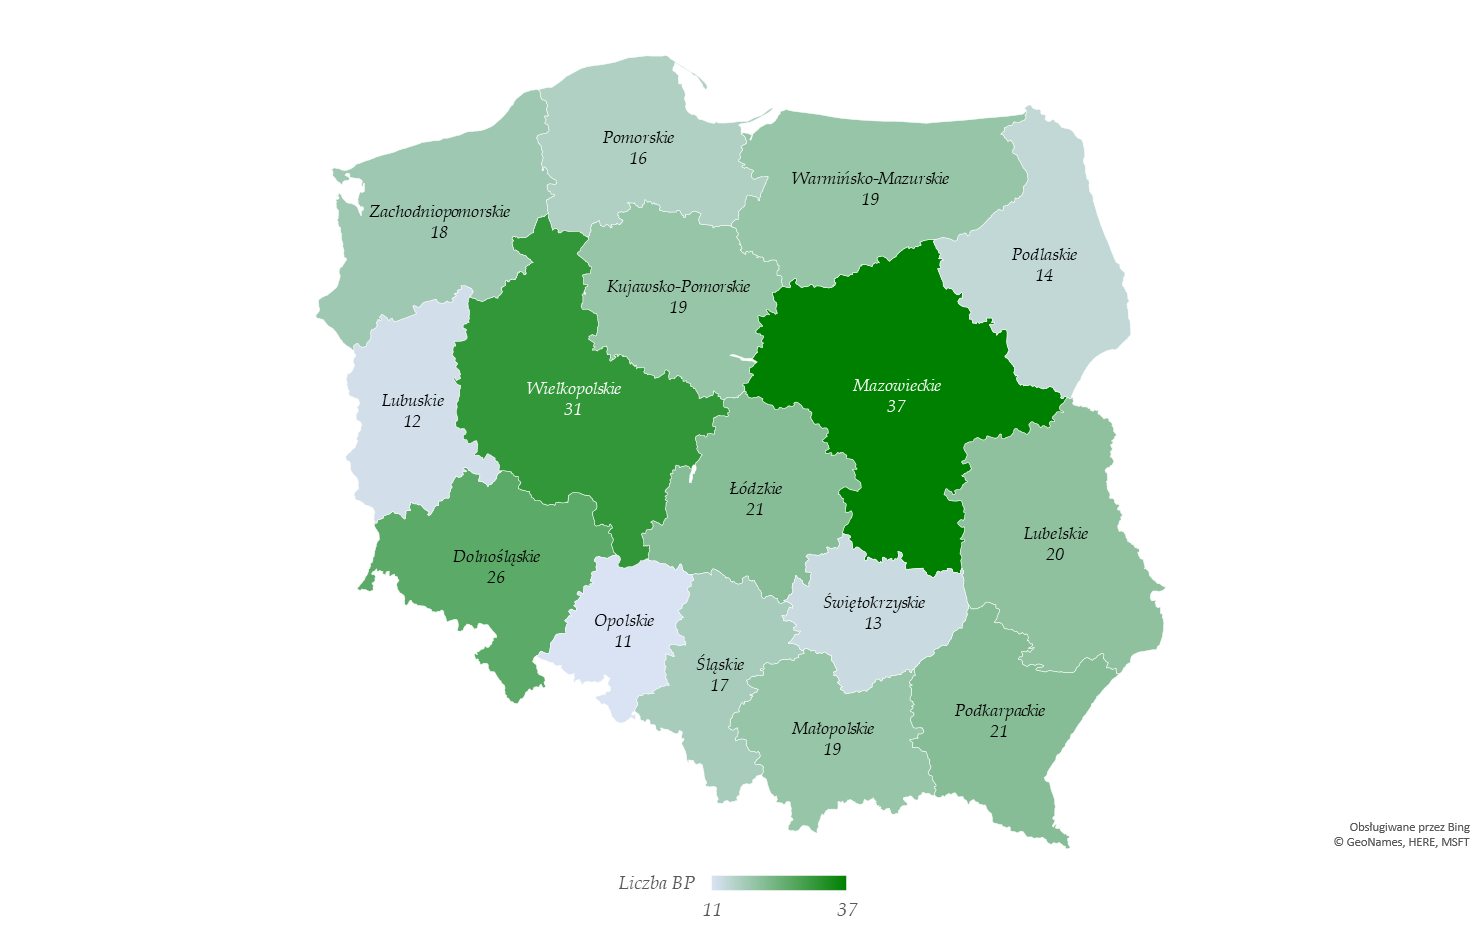 Pomorskie
16
Warmińsko-Mazurskie
19
Zachodniopomorskie
18
Podlaskie
14
Kujawsko-Pomorskie
19
Mazowieckie
37
Wielkopolskie
31
Lubuskie
12
Łódzkie
21
Lubelskie
20
Dolnośląskie
26
Świętokrzyskie
13
Opolskie
11
Śląskie
17
Podkarpackie
21
Małopolskie
19
Obsługiwane przez Bing
© GeoNames, HERE, MSFT
Liczba BP
11 37